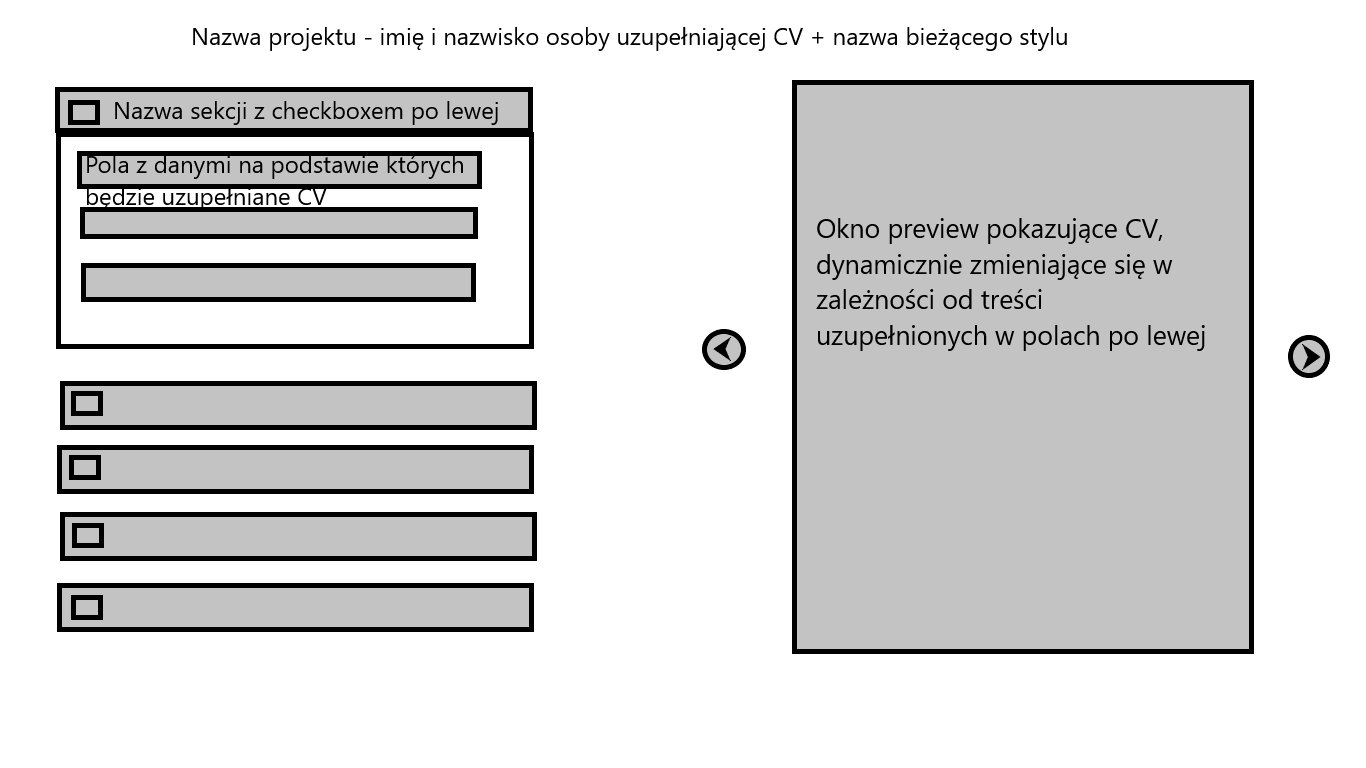 Nazwa projektu - imię i nazwisko osoby uzupełniającej CV + nazwa bieżącego stylu
Nazwa sekcji z checkboxem po lewej
Pola z danymi na podstawie których
będzie uzupełniane CV
Okno preview pokazujące CV,
dynamicznie zmieniające się w
zależności od treści
uzupełnionych w polach po lewej